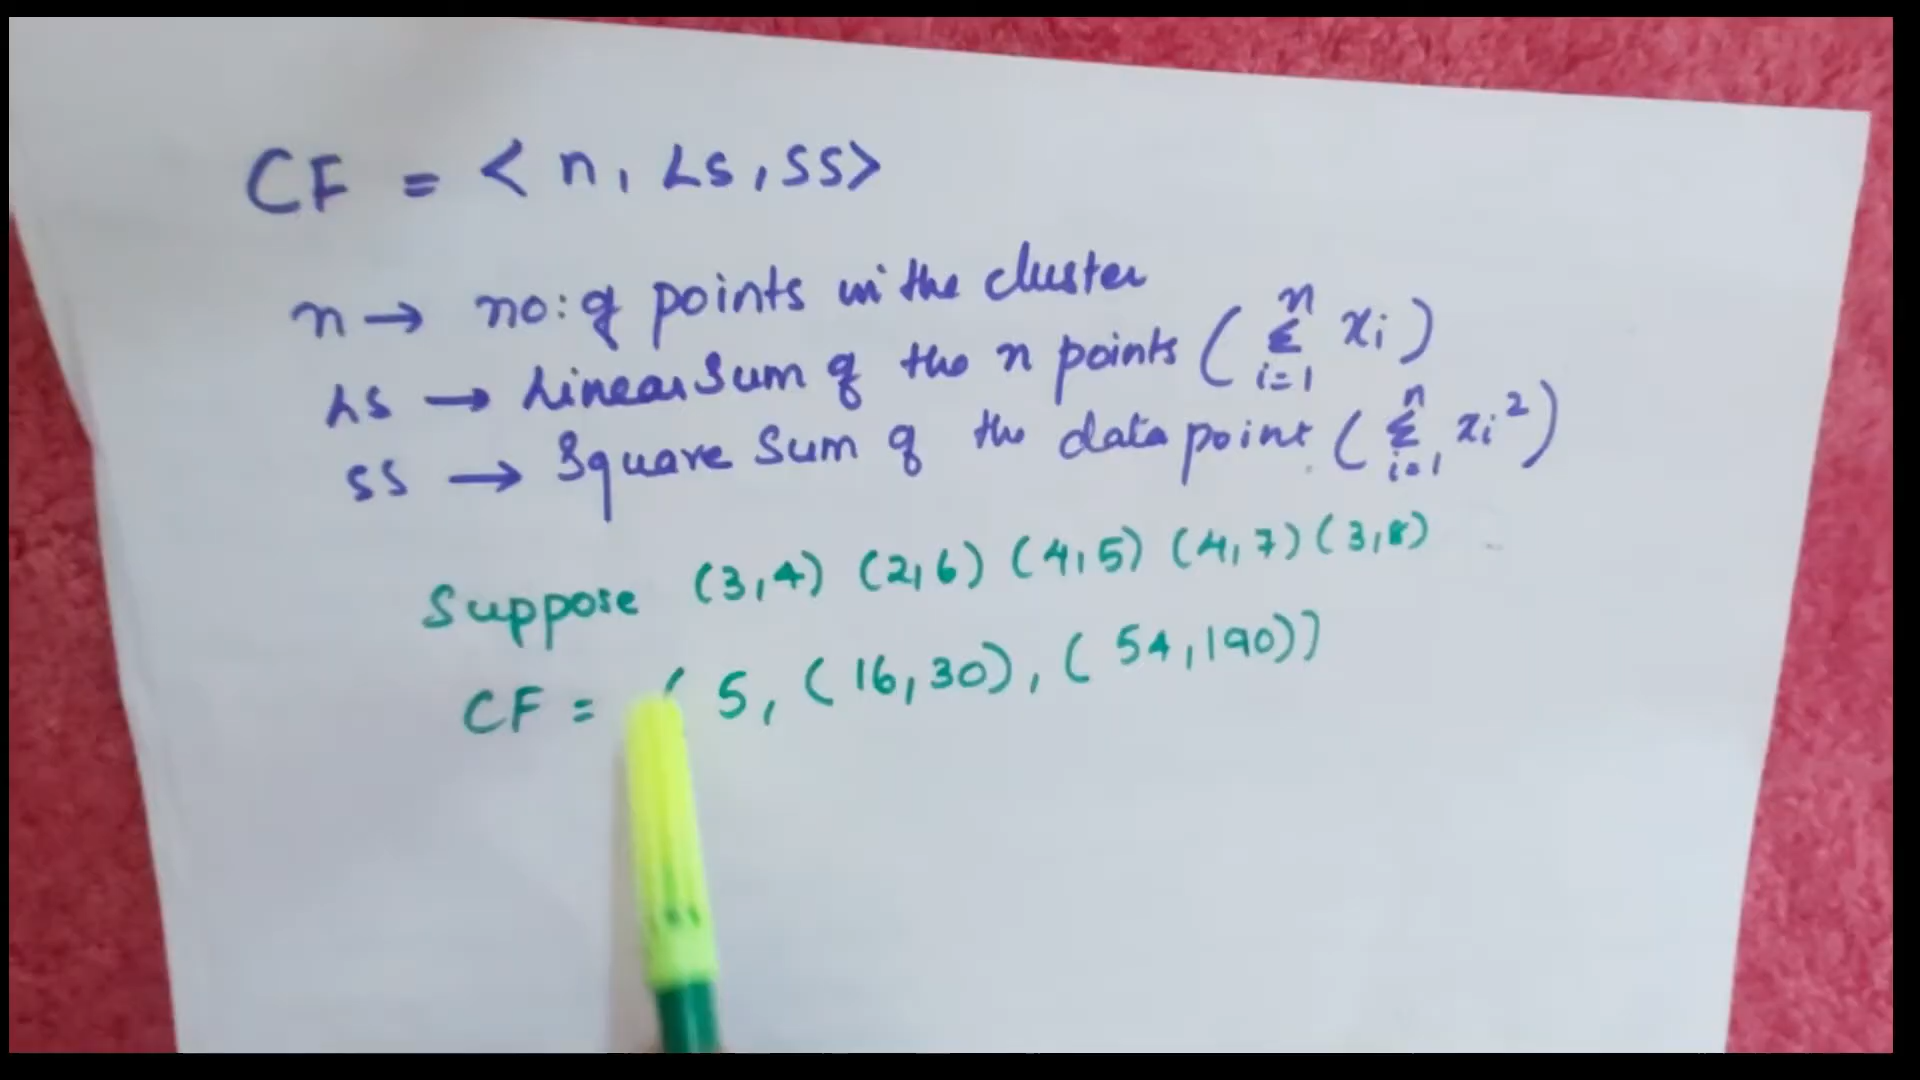 CF = < n, LS, SS>
n → no: of points in the cluster
LS → Linear Sum of the n points ( n Σ i=1 xi )
SS → Square Sum of the data point ( n Σ i=1 xi² )
Suppose (3,4) (2,6) (4,5) (4,7) (3,8)
CF = ( 5, ( 16, 30), ( 54, 190))